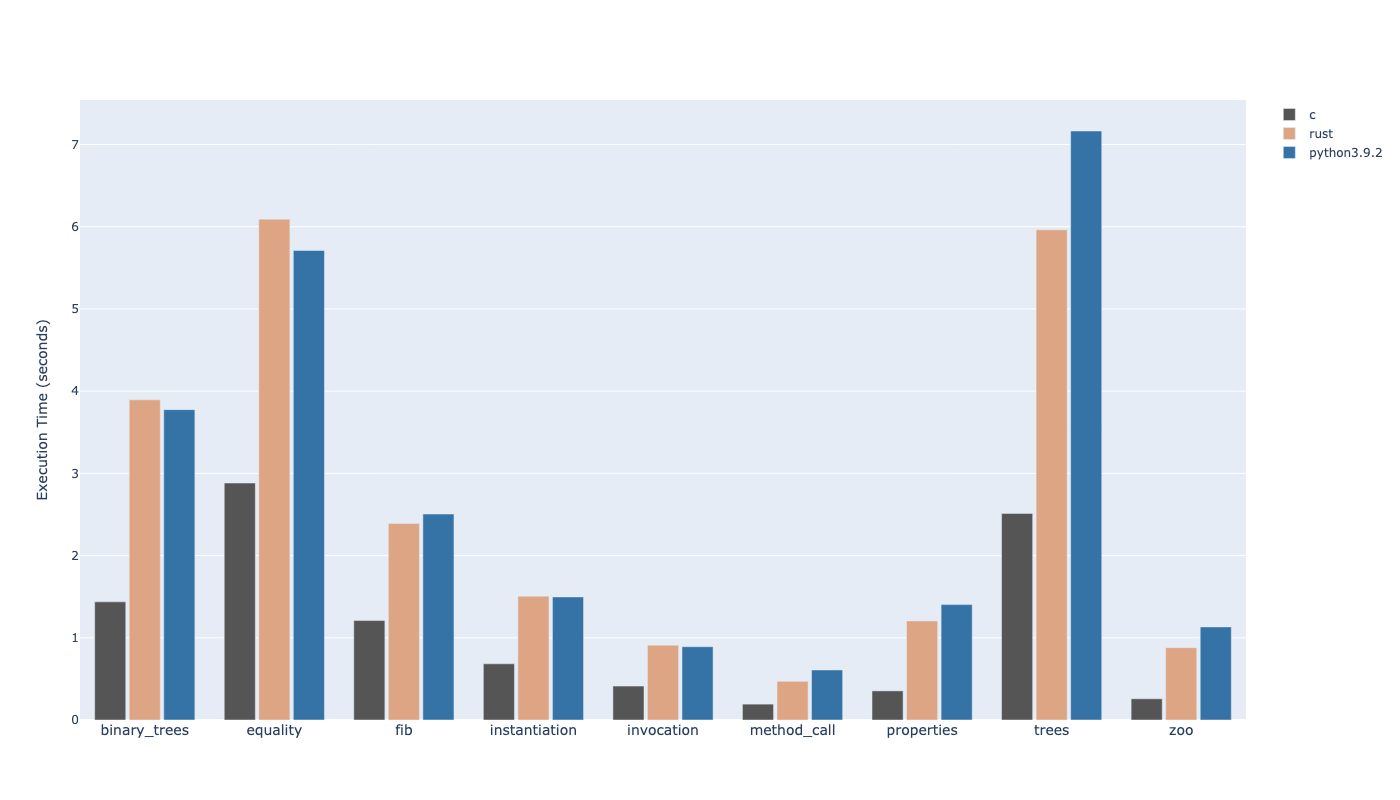 c
rust
python3.9.2
Execution Time (seconds)
7
6
5
4
3
2
1
0
binary_trees equality fib instantiation invocation method_call properties trees zoo